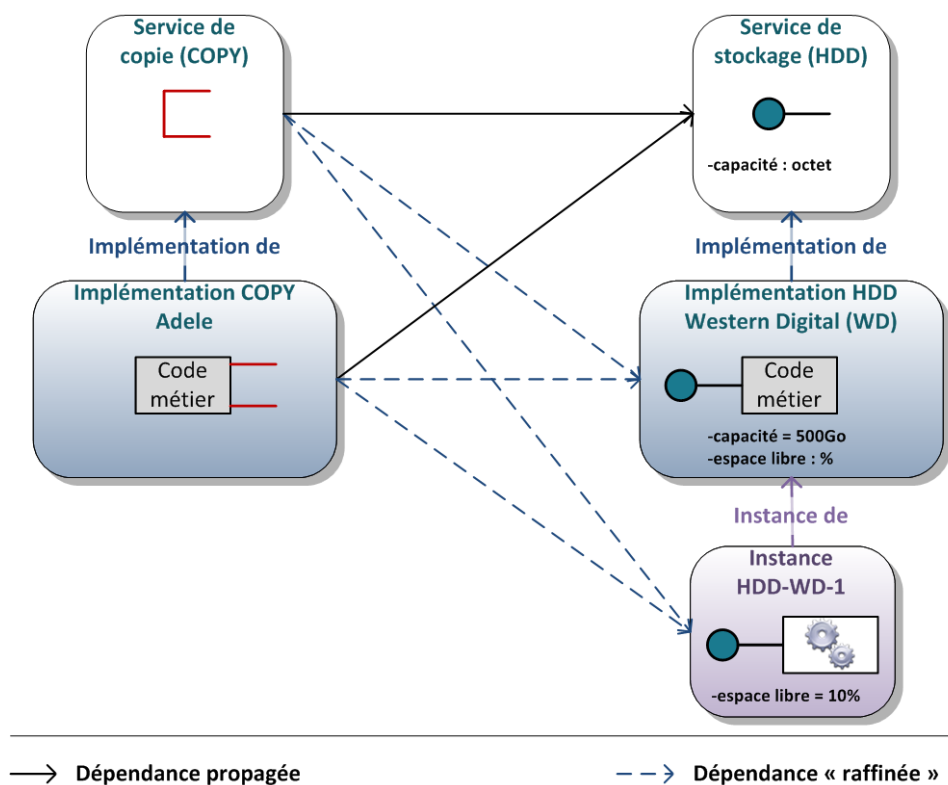 Service de
copie (COPY)
Service de
stockage (HDD)
-capacité : octet
Implémentation de
Implémentation de
Implémentation COPY
Adele
Code
métier
Implémentation HDD
Western Digital (WD)
Code
métier
-capacité = 500Go
-espace libre : %
Instance de
Instance
HDD-WD-1
-espace libre = 10%
Dépendance propagée
Dépendance « raffinée »